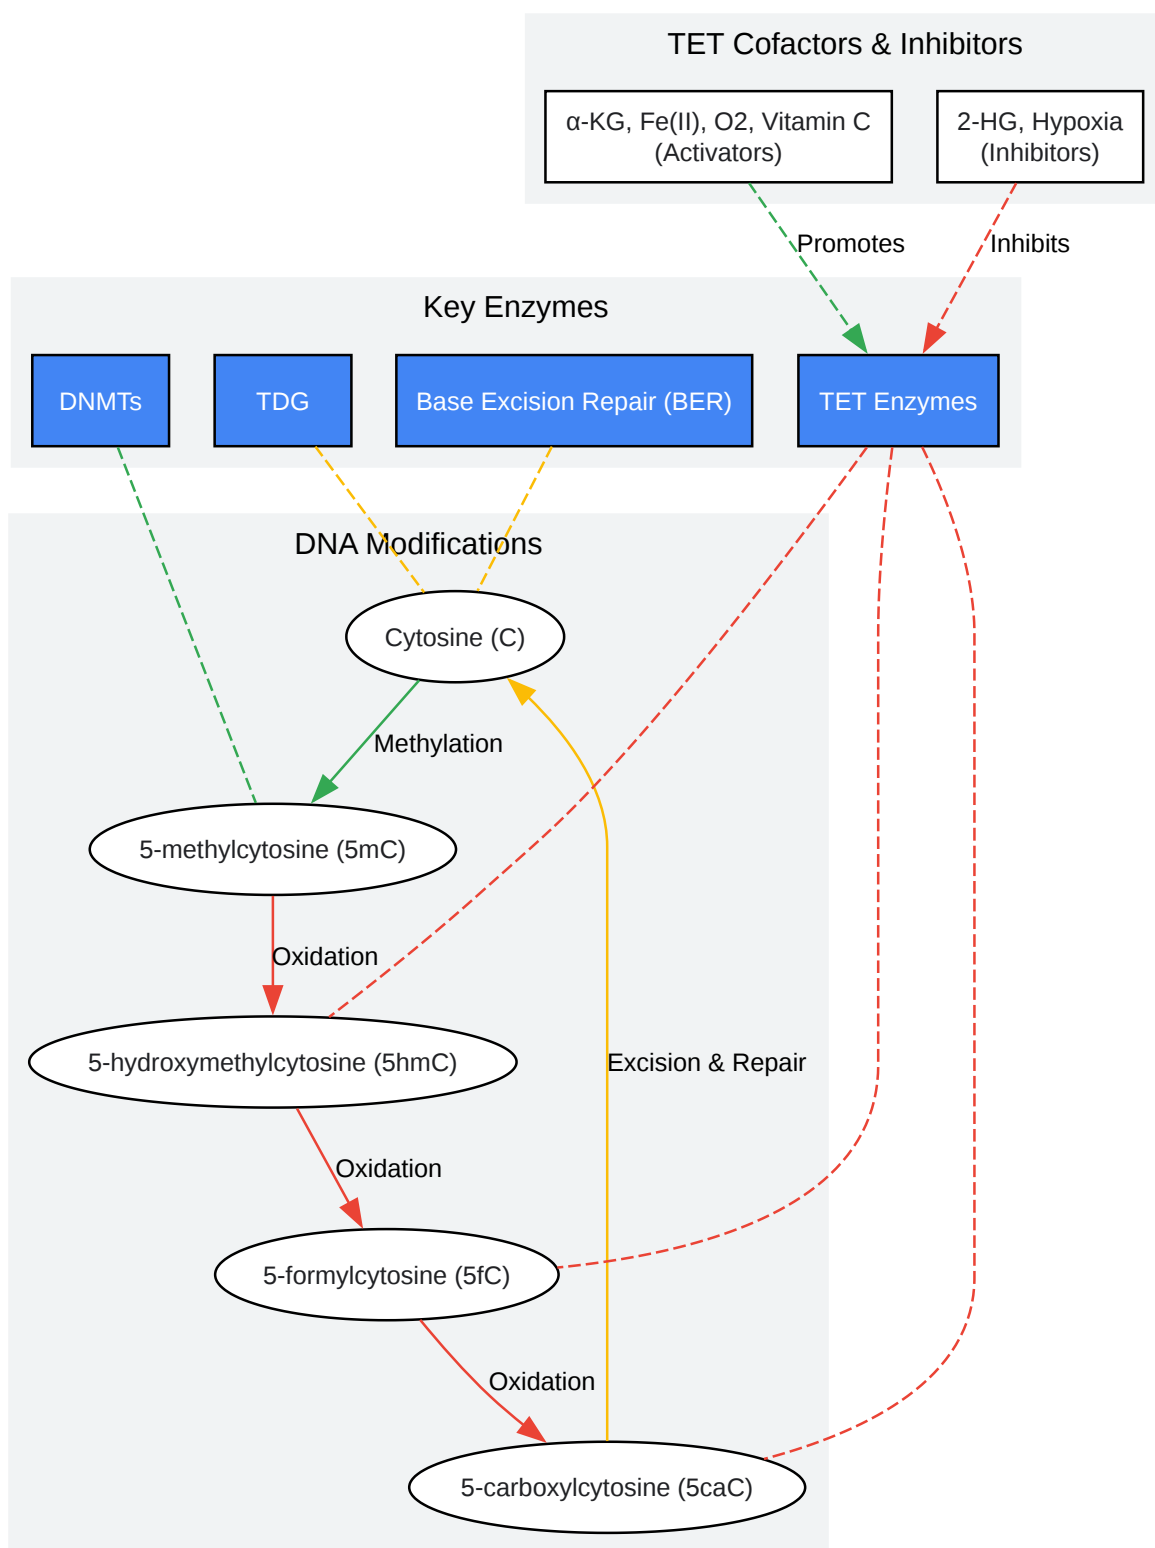 TET Cofactors & Inhibitors
α-KG, Fe(II), O2, Vitamin C
(Activators)
2-HG, Hypoxia
(Inhibitors)
Promotes
Inhibits
Key Enzymes
DNMTs
TDG
Base Excision Repair (BER)
TET Enzymes
DNA Modifications
Cytosine (C)
Methylation
5-methylcytosine (5mC)
Oxidation
5-hydroxymethylcytosine (5hmC)
Excision & Repair
Oxidation
5-formylcytosine (5fC)
Oxidation
5-carboxylcytosine (5caC)